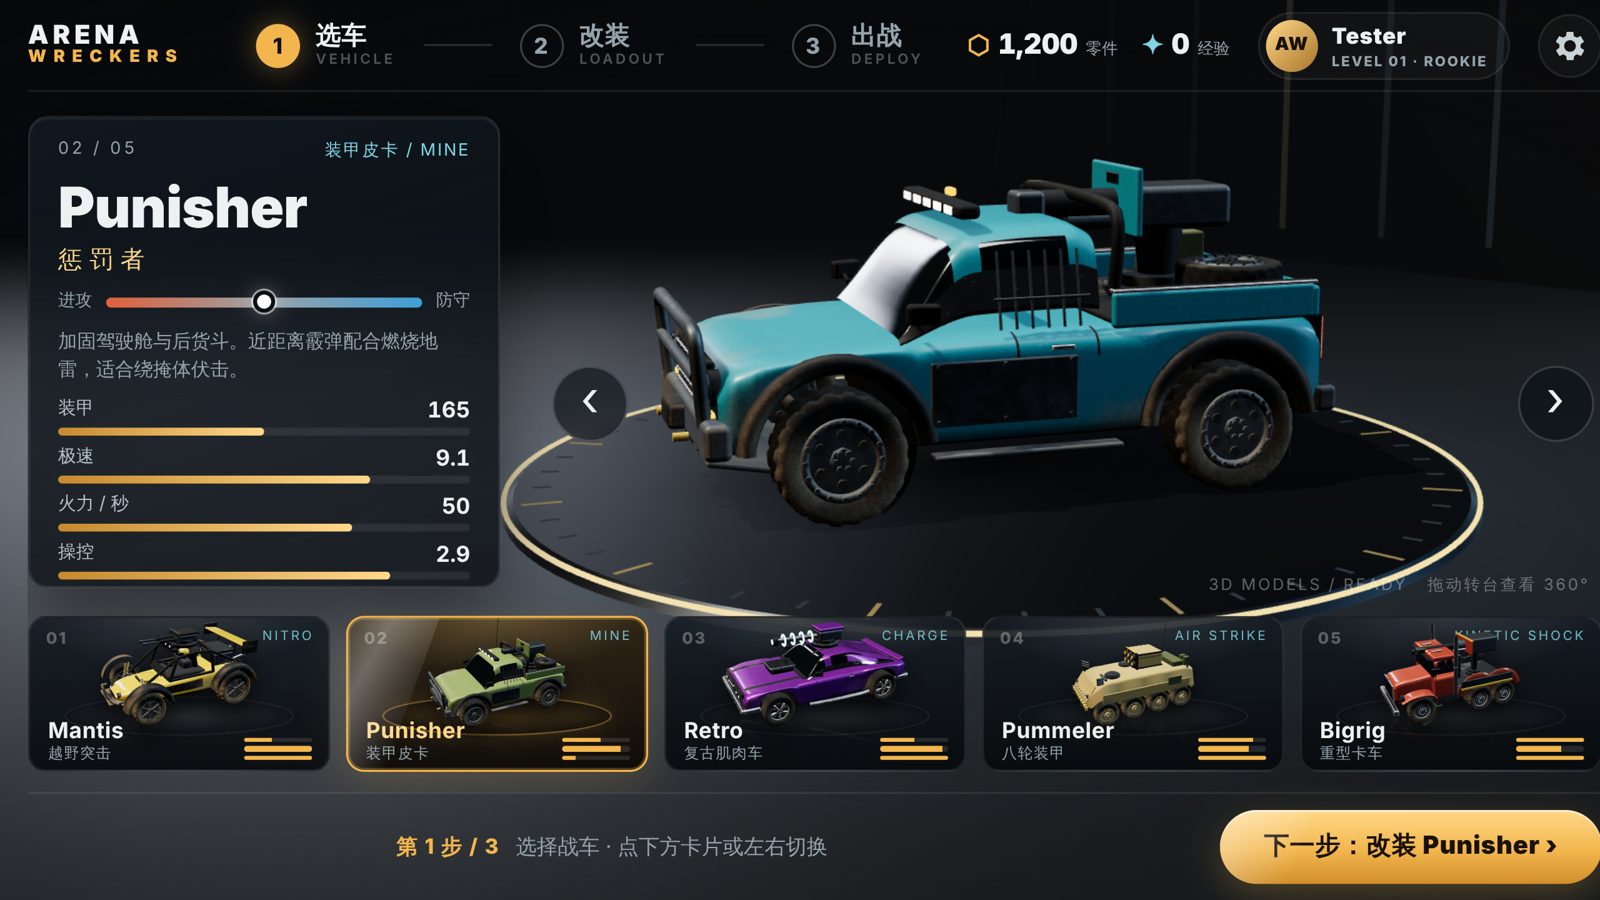 ARENA
WRECKERS
1 选车
VEHICLE
2 改装
LOADOUT
3 出战
DEPLOY
1,200 零件
0 经验
AW
Tester
LEVEL 01 · ROOKIE
02 / 05
装甲皮卡 / MINE
Punisher
惩罚者
进攻 防守
加固驾驶舱与后货斗。近距离霰弹配合燃烧地
雷，适合绕掩体伏击。
装甲 165
极速 9.1
火力 / 秒 50
操控 2.9
‹
›
3D MODELS / READY 拖动转台查看 360°
01 NITRO
Mantis
越野突击
02 MINE
Punisher
装甲皮卡
03 CHARGE
Retro
复古肌肉车
04 AIR STRIKE
Pummeler
八轮装甲
05 KINETIC SHOCK
Bigrig
重型卡车
第 1 步 / 3 选择战车 · 点下方卡片或左右切换
下一步：改装 Punisher ›